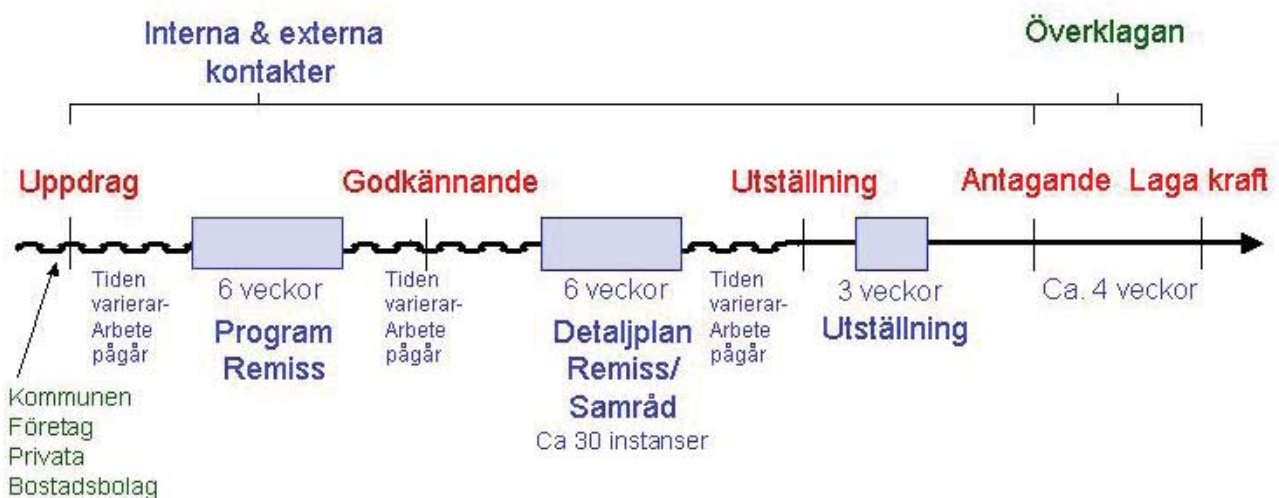 Interna & externa
kontakter
Överklagan
Uppdrag
Godkännande
Utställning
Antagande
Laga kraft
Tiden
varierar-
Arbete
pågår
6 veckor
Program
Remiss
Tiden
varierar-
Arbete
pågår
6 veckor
Detaljplan
Remiss/
Samråd
Ca 30 instanser
Tiden
varierar-
Arbete
pågår
3 veckor
Utställning
Ca. 4 veckor
Kommunen
Företag
Privata
Bostadsbolag